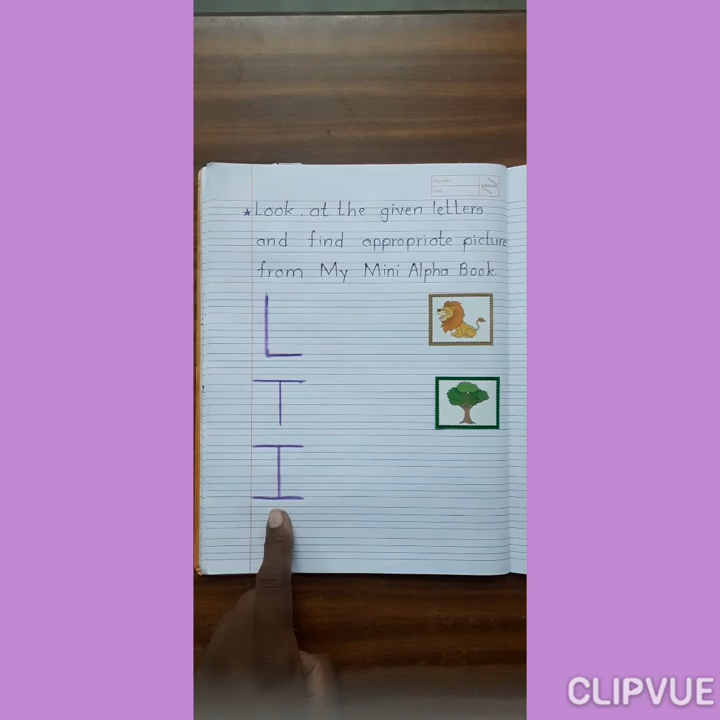 ★ Look at the given letters
and find appropriate picture
from My Mini Alpha Book.
L
T
I
CLIPVUE